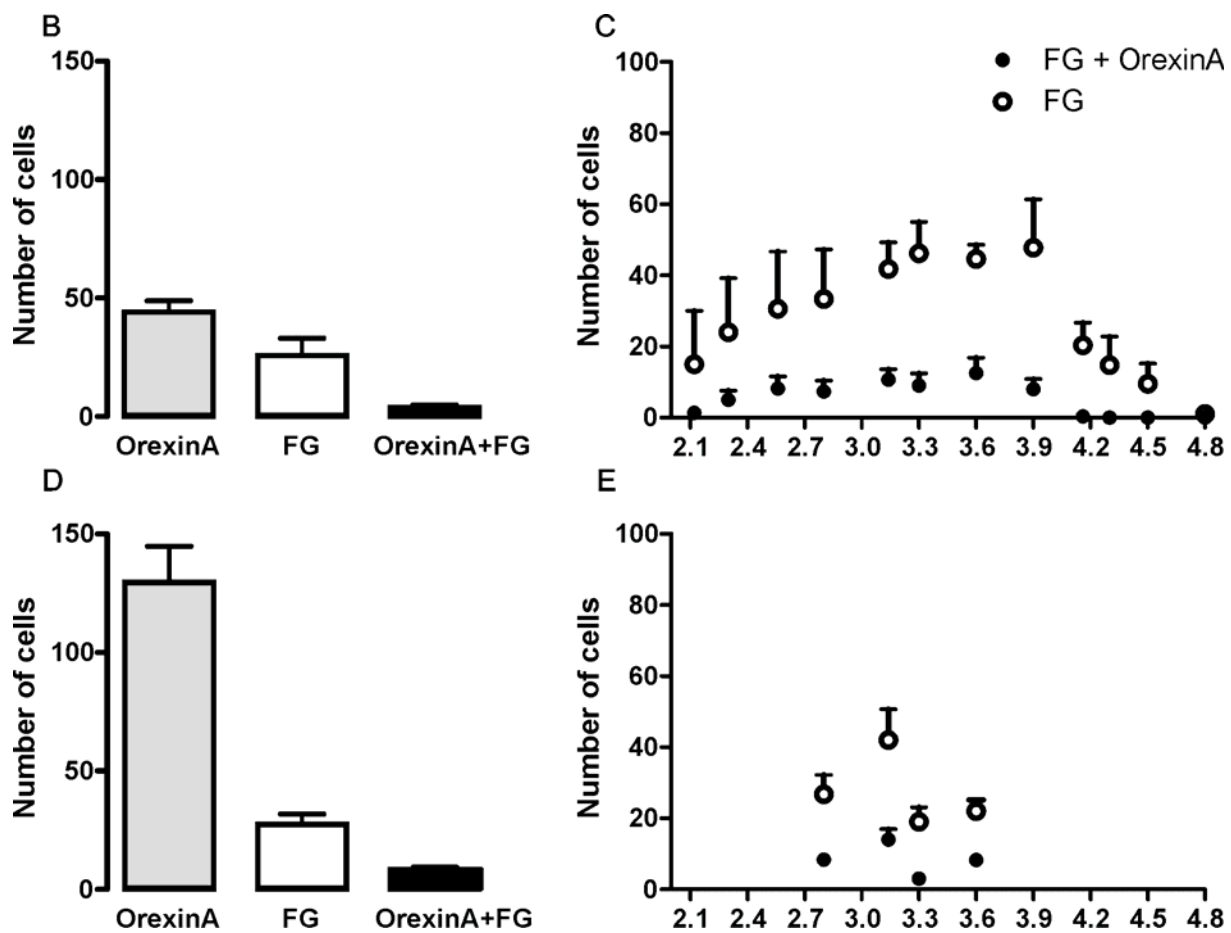 B
150
100
50
0
Number of cells
OrexinA FG OrexinA+FG
C
FG + OrexinA
FG
100
80
60
40
20
0
Number of cells
2.1 2.4 2.7 3.0 3.3 3.6 3.9 4.2 4.5 4.8
D
150
100
50
0
Number of cells
OrexinA FG OrexinA+FG
E
100
80
60
40
20
0
Number of cells
2.1 2.4 2.7 3.0 3.3 3.6 3.9 4.2 4.5 4.8